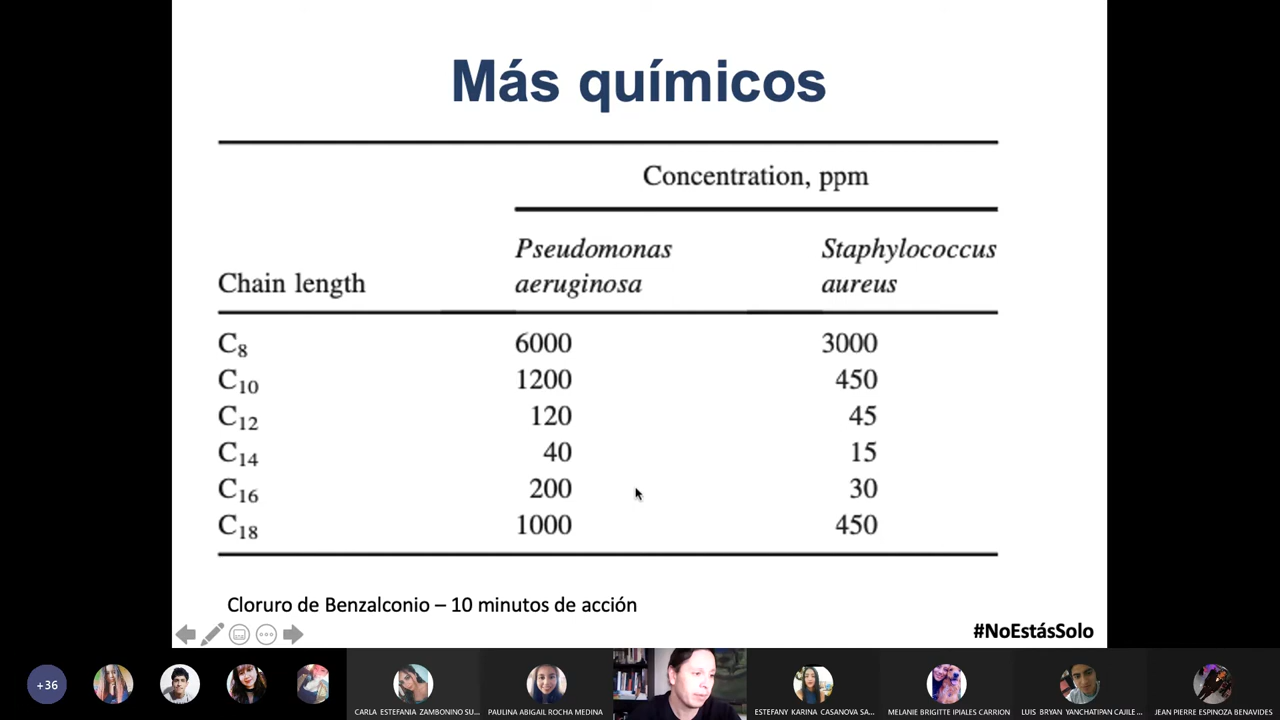 Más químicos
Concentration, ppm
Pseudomonas Staphylococcus
Chain length aeruginosa aureus
C8 6000 3000
C10 1200 450
C12 120 45
C14 40 15
C16 200 30
C18 1000 450
Cloruro de Benzalconio – 10 minutos de acción
#NoEstásSolo
+36
CARLA ESTEFANIA ZAMBONINO SU... PAULINA ABIGAIL ROCHA MEDINA ESTEFANY KARINA CASANOVA SA... MELANIE BRIGITTE IPIALES CARRION LUIS BRYAN YANCHATIPAN CAJILE ... JEAN PIERRE ESPINOZA BENAVIDES